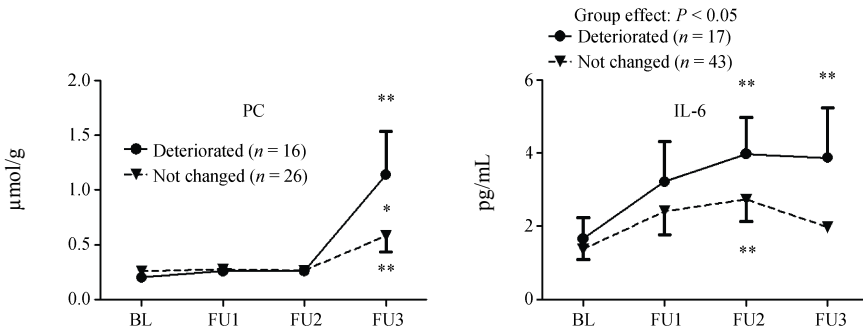 Group effect: P < 0.05
Deteriorated (n = 17)
Not changed (n = 43)
2.0
1.5
1.0
0.5
0.0
µmol/g
PC
Deteriorated (n = 16)
Not changed (n = 26)
**
*
**
BL FU1 FU2 FU3
6
4
2
0
pg/mL
IL-6
** **
**
BL FU1 FU2 FU3